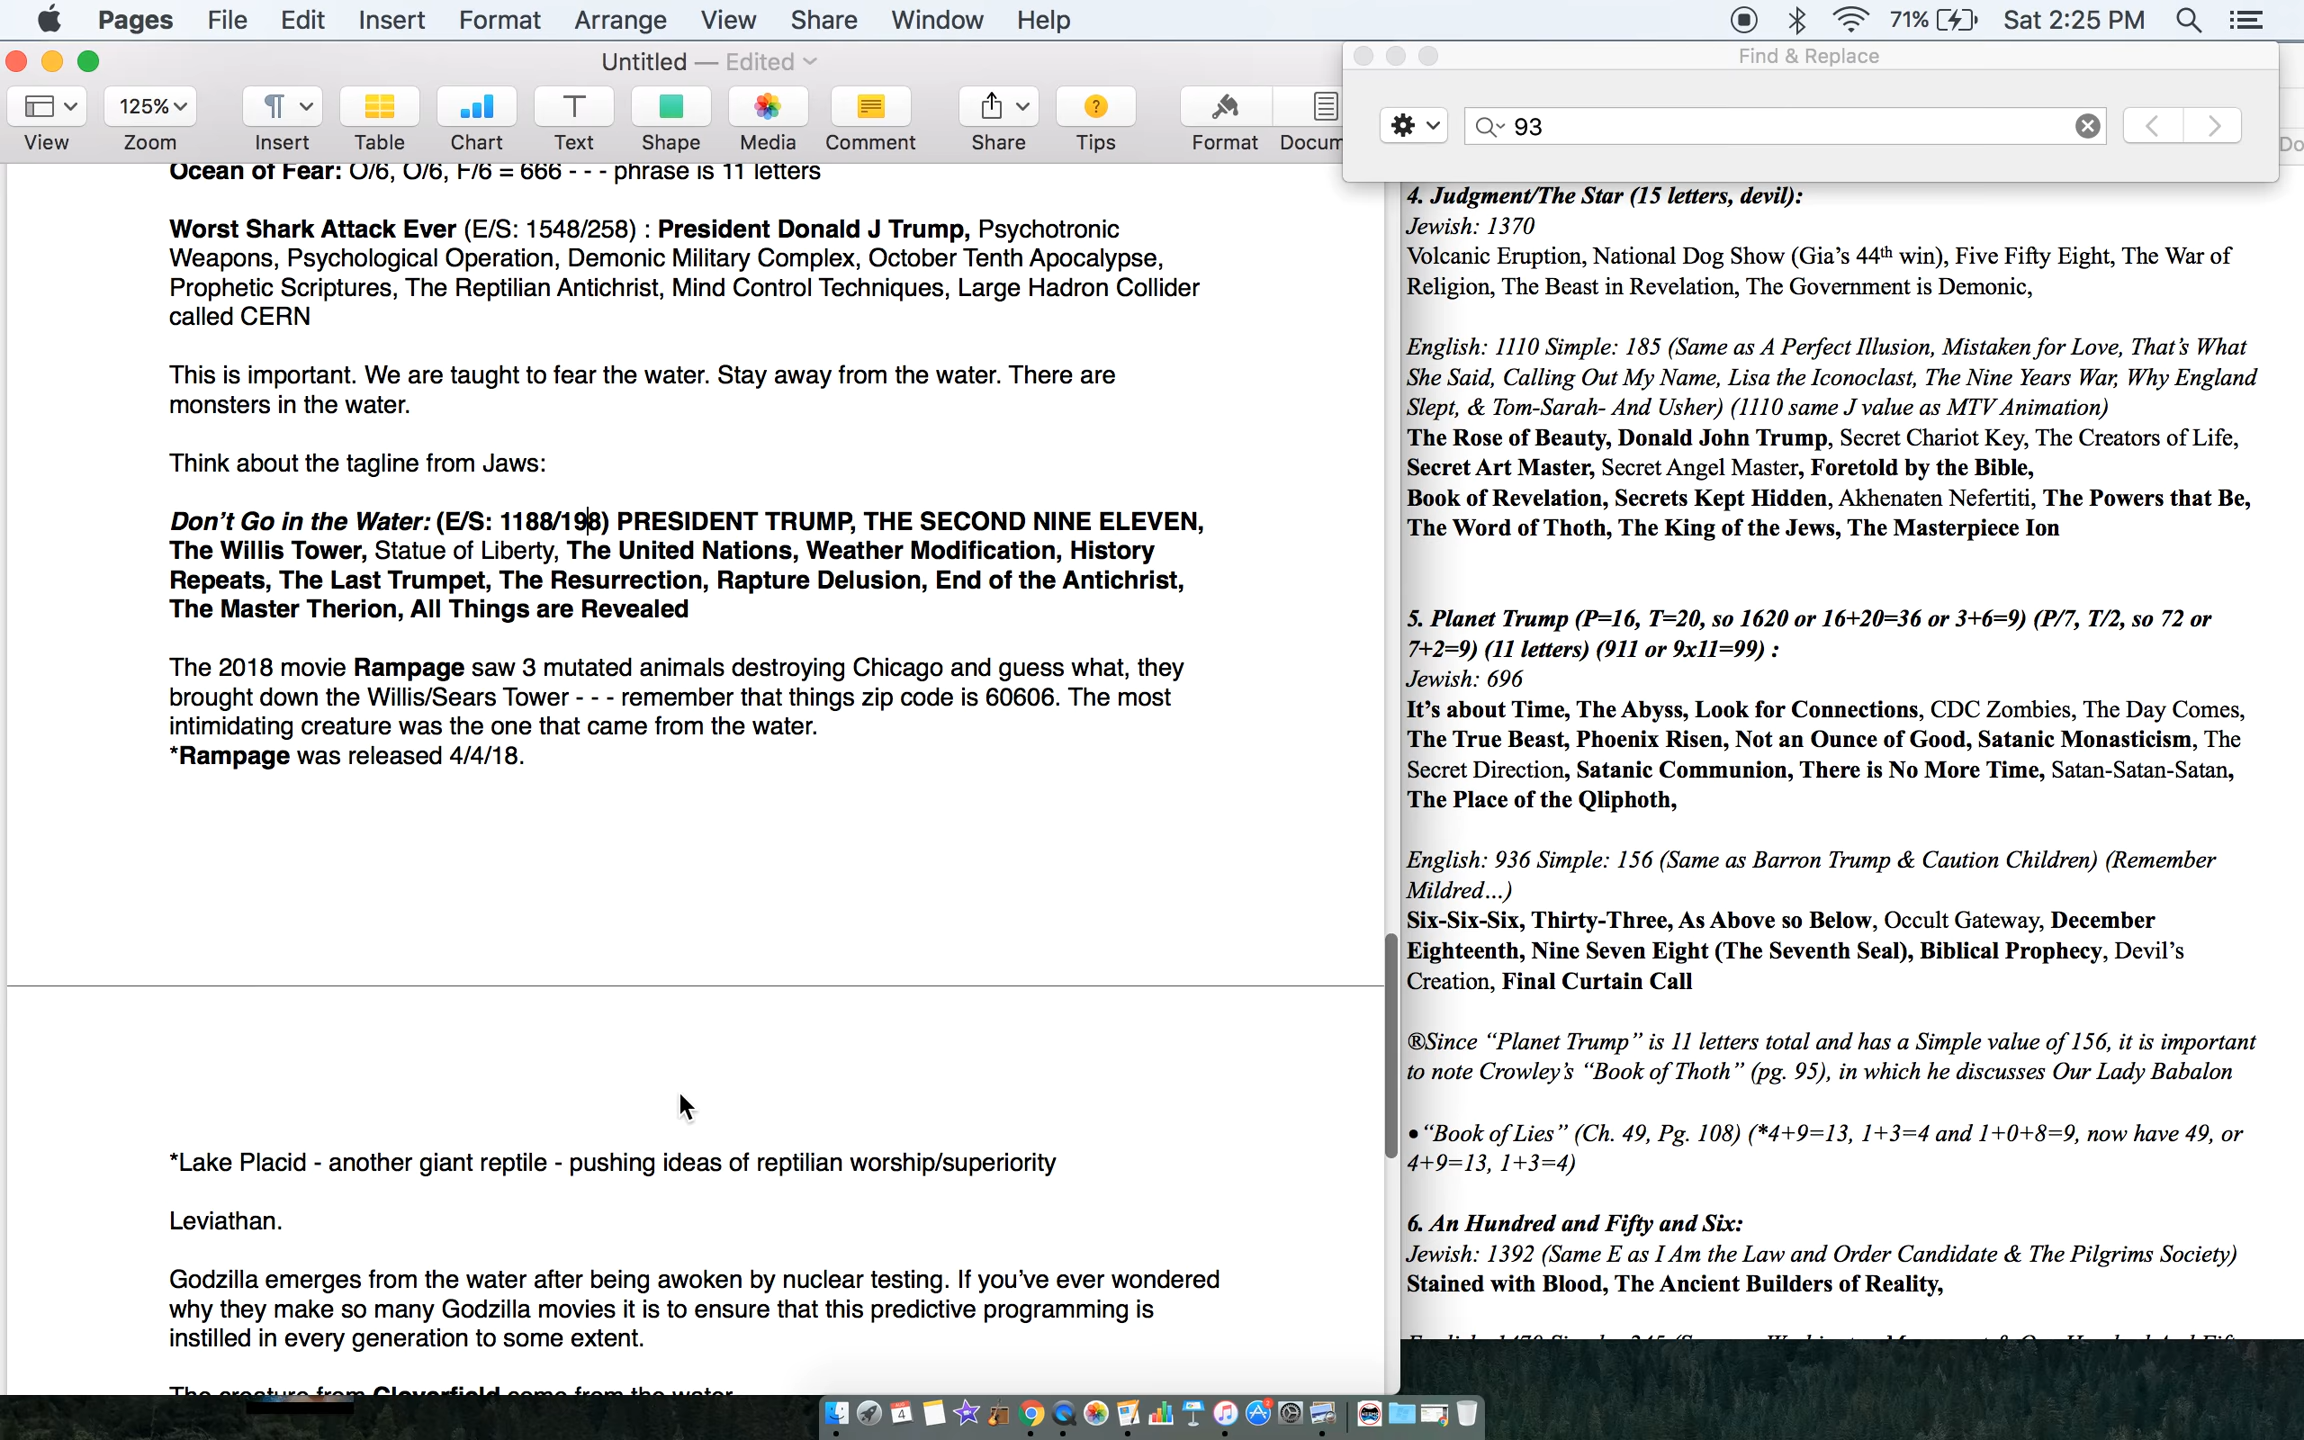 Pages File Edit Insert Format Arrange View Share Window Help 71% Sat 2:25 PM
Untitled — Edited
125%
View Zoom Insert Table Chart Text Shape Media Comment Share Tips Format Docum
Find & Replace
93
Do
Ocean of Fear: O/6, O/6, F/6 = 666 - - - phrase is 11 letters
Worst Shark Attack Ever (E/S: 1548/258) : President Donald J Trump, Psychotronic
Weapons, Psychological Operation, Demonic Military Complex, October Tenth Apocalypse,
Prophetic Scriptures, The Reptilian Antichrist, Mind Control Techniques, Large Hadron Collider
called CERN
This is important. We are taught to fear the water. Stay away from the water. There are
monsters in the water.
Think about the tagline from Jaws:
Don’t Go in the Water: (E/S: 1188/198) PRESIDENT TRUMP, THE SECOND NINE ELEVEN,
The Willis Tower, Statue of Liberty, The United Nations, Weather Modification, History
Repeats, The Last Trumpet, The Resurrection, Rapture Delusion, End of the Antichrist,
The Master Therion, All Things are Revealed
The 2018 movie Rampage saw 3 mutated animals destroying Chicago and guess what, they
brought down the Willis/Sears Tower - - - remember that things zip code is 60606. The most
intimidating creature was the one that came from the water.
*Rampage was released 4/4/18.
*Lake Placid - another giant reptile - pushing ideas of reptilian worship/superiority
Leviathan.
Godzilla emerges from the water after being awoken by nuclear testing. If you’ve ever wondered
why they make so many Godzilla movies it is to ensure that this predictive programming is
instilled in every generation to some extent.
The creature from Cloverfield came from the water
4. Judgment/The Star (15 letters, devil):
Jewish: 1370
Volcanic Eruption, National Dog Show (Gia’s 44th win), Five Fifty Eight, The War of
Religion, The Beast in Revelation, The Government is Demonic,
English: 1110 Simple: 185 (Same as A Perfect Illusion, Mistaken for Love, That’s What
She Said, Calling Out My Name, Lisa the Iconoclast, The Nine Years War, Why England
Slept, & Tom-Sarah- And Usher) (1110 same J value as MTV Animation)
The Rose of Beauty, Donald John Trump, Secret Chariot Key, The Creators of Life,
Secret Art Master, Secret Angel Master, Foretold by the Bible,
Book of Revelation, Secrets Kept Hidden, Akhenaten Nefertiti, The Powers that Be,
The Word of Thoth, The King of the Jews, The Masterpiece Ion
5. Planet Trump (P=16, T=20, so 1620 or 16+20=36 or 3+6=9) (P/7, T/2, so 72 or
7+2=9) (11 letters) (911 or 9x11=99) :
Jewish: 696
It’s about Time, The Abyss, Look for Connections, CDC Zombies, The Day Comes,
The True Beast, Phoenix Risen, Not an Ounce of Good, Satanic Monasticism, The
Secret Direction, Satanic Communion, There is No More Time, Satan-Satan-Satan,
The Place of the Qliphoth,
English: 936 Simple: 156 (Same as Barron Trump & Caution Children) (Remember
Mildred…)
Six-Six-Six, Thirty-Three, As Above so Below, Occult Gateway, December
Eighteenth, Nine Seven Eight (The Seventh Seal), Biblical Prophecy, Devil’s
Creation, Final Curtain Call
®Since “Planet Trump” is 11 letters total and has a Simple value of 156, it is important
to note Crowley’s “Book of Thoth” (pg. 95), in which he discusses Our Lady Babalon
•“Book of Lies” (Ch. 49, Pg. 108) (*4+9=13, 1+3=4 and 1+0+8=9, now have 49, or
4+9=13, 1+3=4)
6. An Hundred and Fifty and Six:
Jewish: 1392 (Same E as I Am the Law and Order Candidate & The Pilgrims Society)
Stained with Blood, The Ancient Builders of Reality,